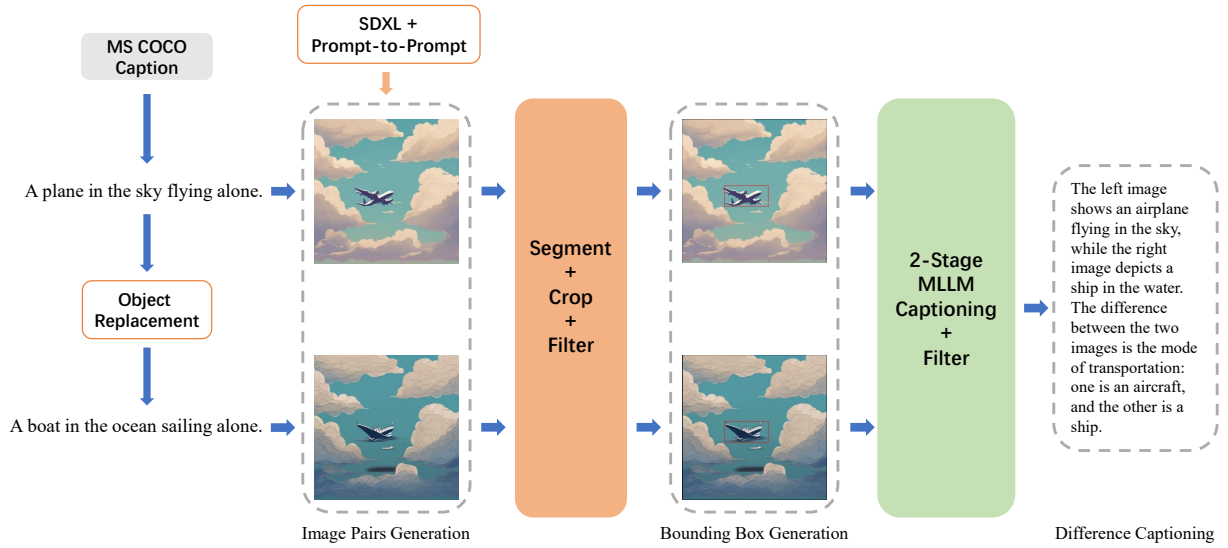 SDXL +
Prompt-to-Prompt
MS COCO
Caption
A plane in the sky flying alone.
Object
Replacement
A boat in the ocean sailing alone.
Segment
+
Crop
+
Filter
2-Stage
MLLM
Captioning
+
Filter
The left image
shows an airplane
flying in the sky,
while the right
image depicts a
ship in the water.
The difference
between the two
images is the mode
of transportation:
one is an aircraft,
and the other is a
ship.
Image Pairs Generation
Bounding Box Generation
Difference Captioning